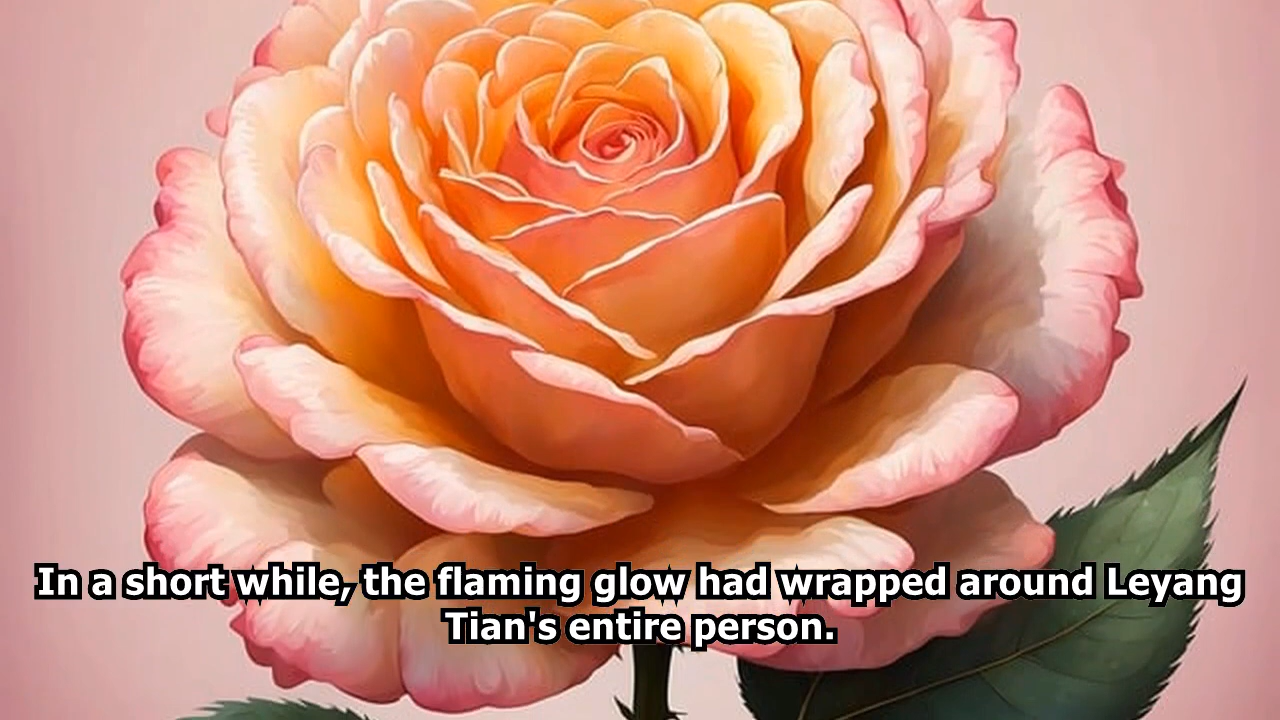 In a short while, the flaming glow had wrapped around Leyang
Tian's entire person.